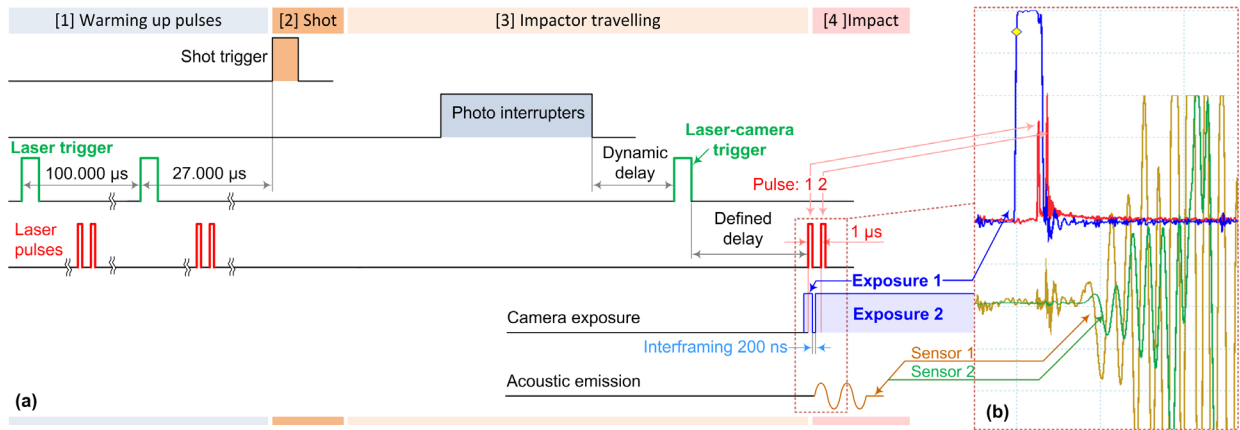 [1] Warming up pulses
[2] Shot
[3] Impactor travelling
[4] Impact
Shot trigger
Photo interrupters
Laser trigger
100.000 µs
27.000 µs
Dynamic
delay
Laser-camera
trigger
Pulse: 1 2
Laser
pulses
Defined
delay
1 µs
Exposure 1
Camera exposure
Exposure 2
Interframing 200 ns
Acoustic emission
Sensor 1
Sensor 2
(a)
(b)